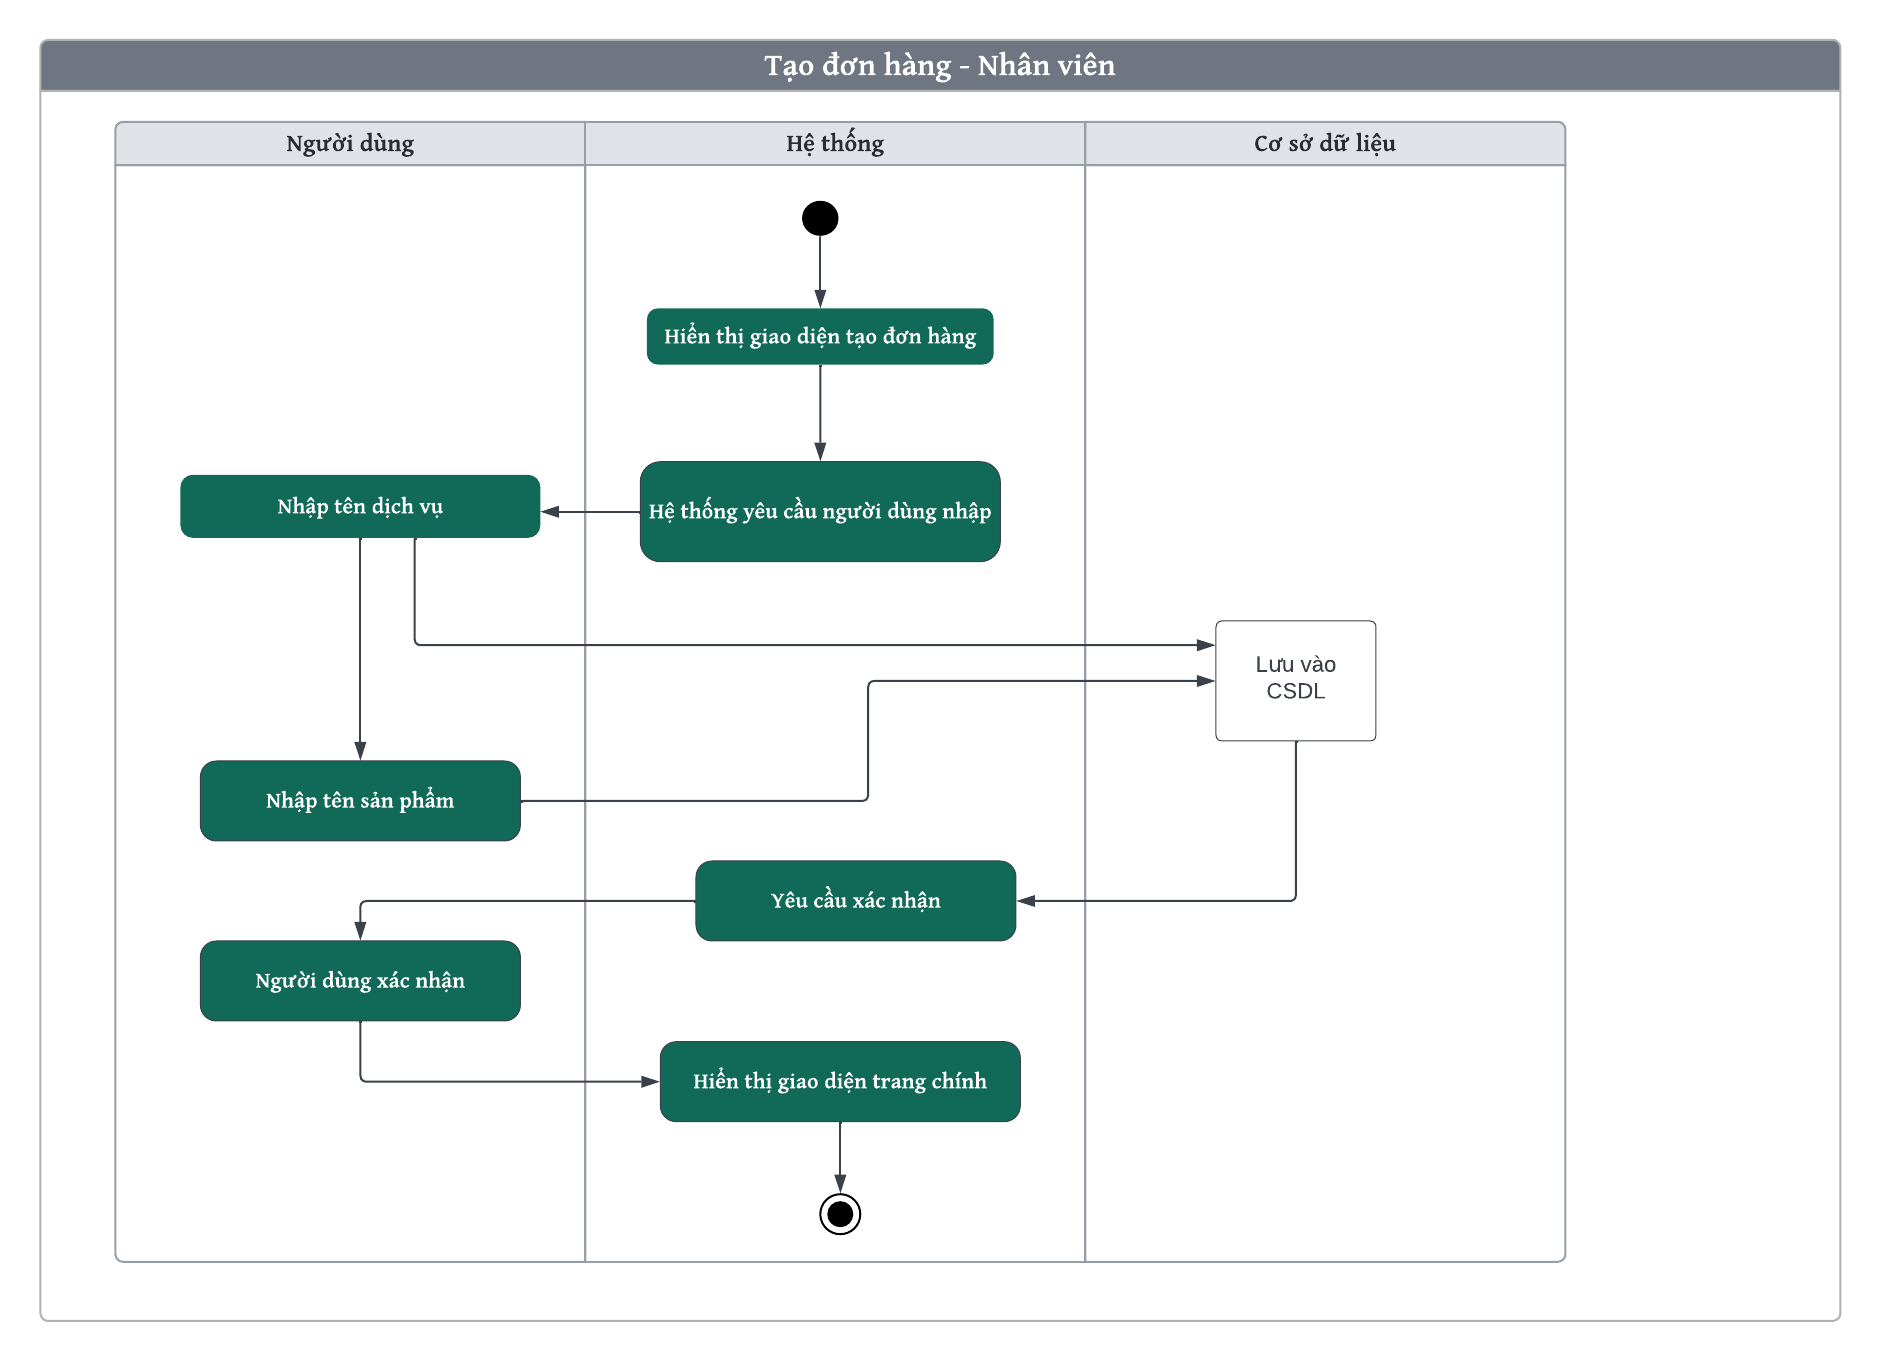 Tạo đơn hàng - Nhân viên
Người dùng
Hệ thống
Cơ sở dữ liệu
Hiển thị giao diện tạo đơn hàng
Nhập tên dịch vụ
Hệ thống yêu cầu người dùng nhập
Lưu vào
CSDL
Nhập tên sản phẩm
Yêu cầu xác nhận
Người dùng xác nhận
Hiển thị giao diện trang chính